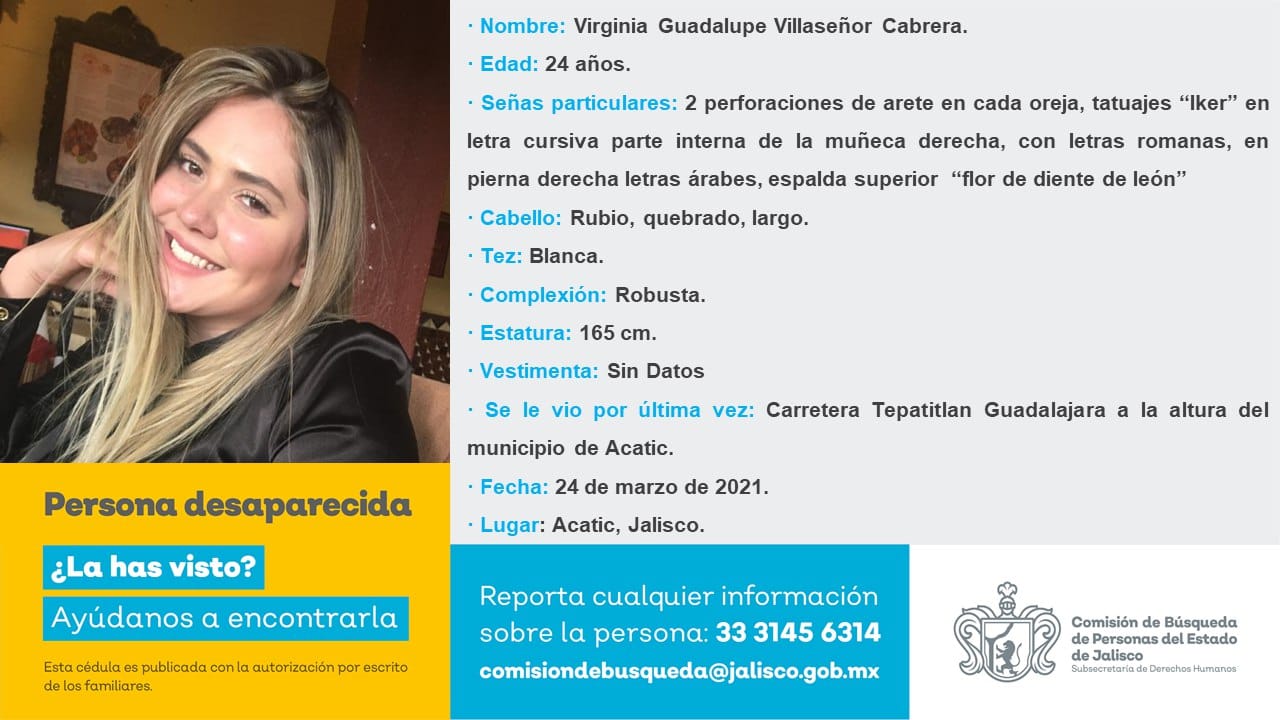 · Nombre: Virginia Guadalupe Villaseñor Cabrera.
· Edad: 24 años.
· Señas particulares: 2 perforaciones de arete en cada oreja, tatuajes “Iker” en
letra cursiva parte interna de la muñeca derecha, con letras romanas, en
pierna derecha letras árabes, espalda superior “flor de diente de león”
· Cabello: Rubio, quebrado, largo.
· Tez: Blanca.
· Complexión: Robusta.
· Estatura: 165 cm.
· Vestimenta: Sin Datos
· Se le vio por última vez: Carretera Tepatitlan Guadalajara a la altura del
municipio de Acatic.
· Fecha: 24 de marzo de 2021.
· Lugar: Acatic, Jalisco.
Persona desaparecida
¿La has visto?
Ayúdanos a encontrarla
Esta cédula es publicada con la autorización por escrito
de los familiares.
Reporta cualquier información
sobre la persona: 33 3145 6314
comisiondebusqueda@jalisco.gob.mx
Comisión de Búsqueda
de Personas del Estado
de Jalisco
Subsecretaría de Derechos Humanos